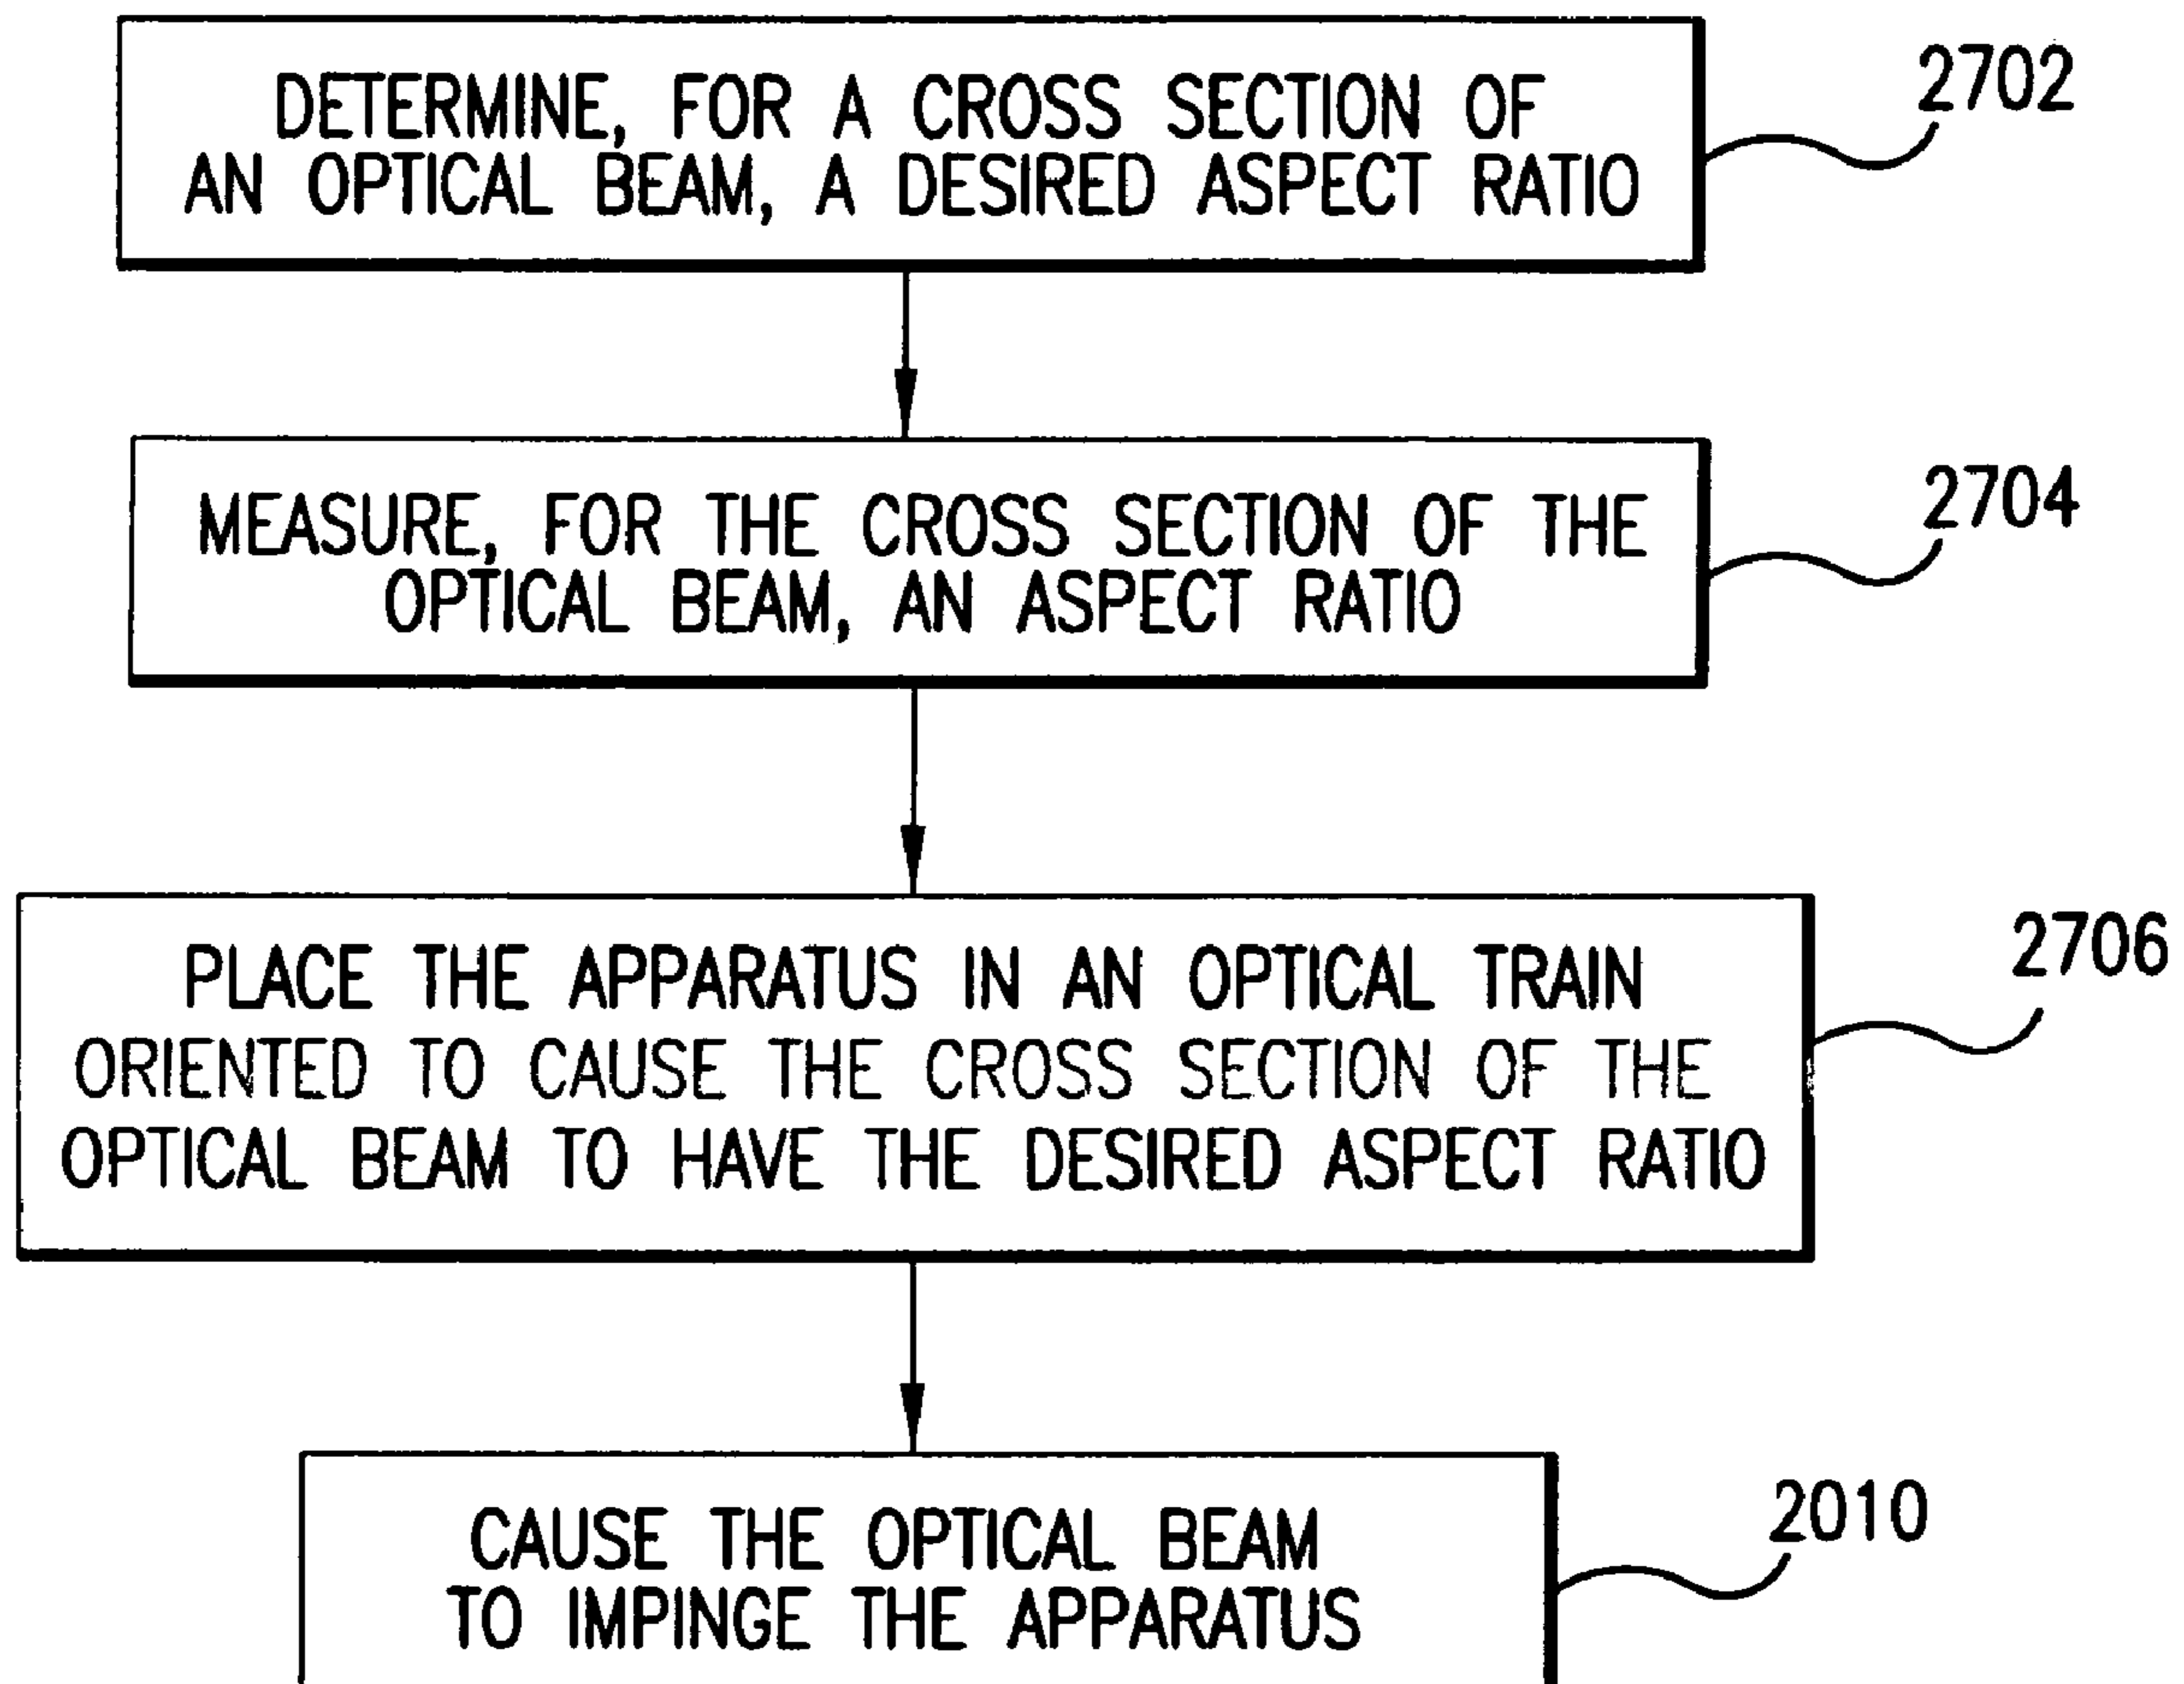 DETERMINE, FOR A CROSS SECTION OF
AN OPTICAL BEAM, A DESIRED ASPECT RATIO
2702
MEASURE, FOR THE CROSS SECTION OF THE
OPTICAL BEAM, AN ASPECT RATIO
2704
PLACE THE APPARATUS IN AN OPTICAL TRAIN
ORIENTED TO CAUSE THE CROSS SECTION OF THE
OPTICAL BEAM TO HAVE THE DESIRED ASPECT RATIO
2706
CAUSE THE OPTICAL BEAM
TO IMPINGE THE APPARATUS
2010